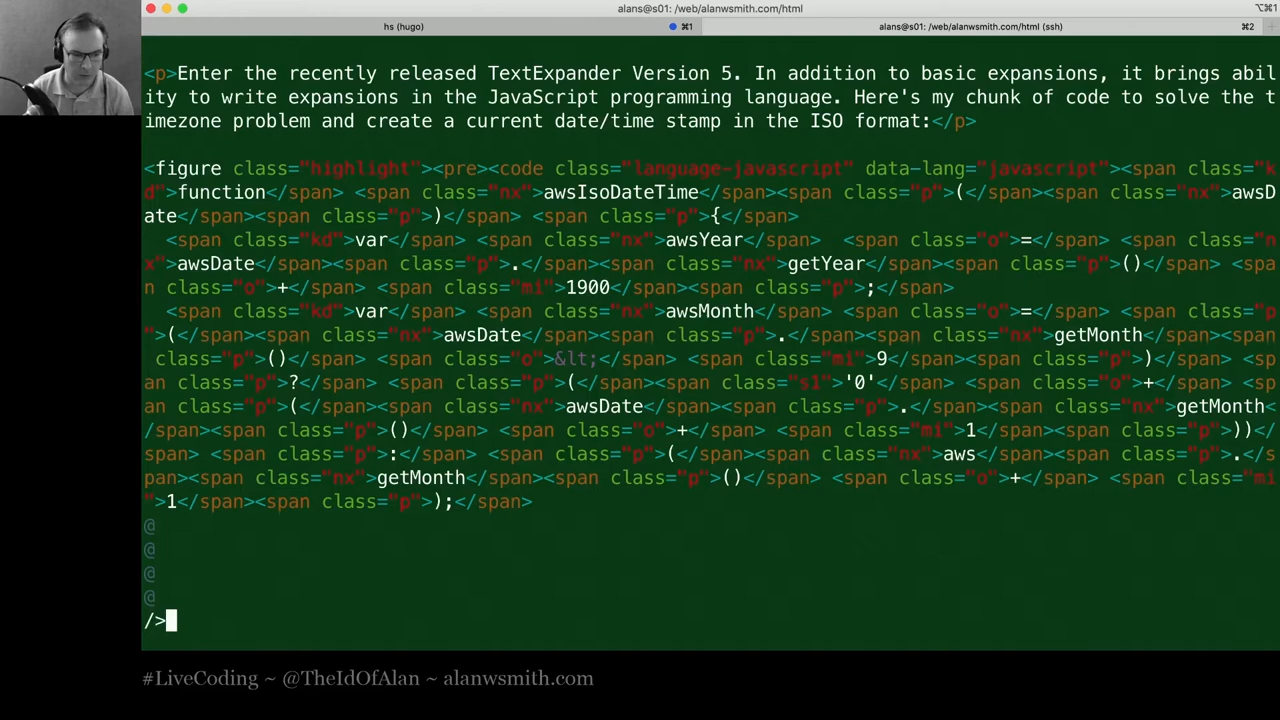 alans@s01: /web/alanwsmith.com/html
⌥⌘1
hs (hugo)
⌘1
alans@s01: /web/alanwsmith.com/html (ssh)
⌘2
<p>Enter the recently released TextExpander Version 5. In addition to basic expansions, it brings abil
ity to write expansions in the JavaScript programming language. Here's my chunk of code to solve the t
imezone problem and create a current date/time stamp in the ISO format:</p>
<figure class="highlight"><pre><code class="language-javascript" data-lang="javascript"><span class="k
d">function</span> <span class="nx">awsIsoDateTime</span><span class="p">(</span><span class="nx">awsD
ate</span><span class="p">)</span> <span class="p">{</span>
<span class="kd">var</span> <span class="nx">awsYear</span>  <span class="o">=</span> <span class="n
x">awsDate</span><span class="p">.</span><span class="nx">getYear</span><span class="p">()</span> <spa
n class="o">+</span> <span class="mi">1900</span><span class="p">;</span>
<span class="kd">var</span> <span class="nx">awsMonth</span> <span class="o">=</span> <span class="p
">(</span><span class="nx">awsDate</span><span class="p">.</span><span class="nx">getMonth</span><span
class="p">()</span> <span class="o">&lt;</span> <span class="mi">9</span><span class="p">)</span> <sp
an class="p">?</span> <span class="p">(</span><span class="s1">'0'</span> <span class="o">+</span> <sp
an class="p">(</span><span class="nx">awsDate</span><span class="p">.</span><span class="nx">getMonth<
/span><span class="p">()</span> <span class="o">+</span> <span class="mi">1</span><span class="p">))</
span> <span class="p">:</span> <span class="p">(</span><span class="nx">aws</span><span class="p">.</s
pan><span class="nx">getMonth</span><span class="p">()</span> <span class="o">+</span> <span class="mi
">1</span><span class="p">);</span>
@
@
@
@
/>
#LiveCoding ~ @TheIdOfAlan ~ alanwsmith.com